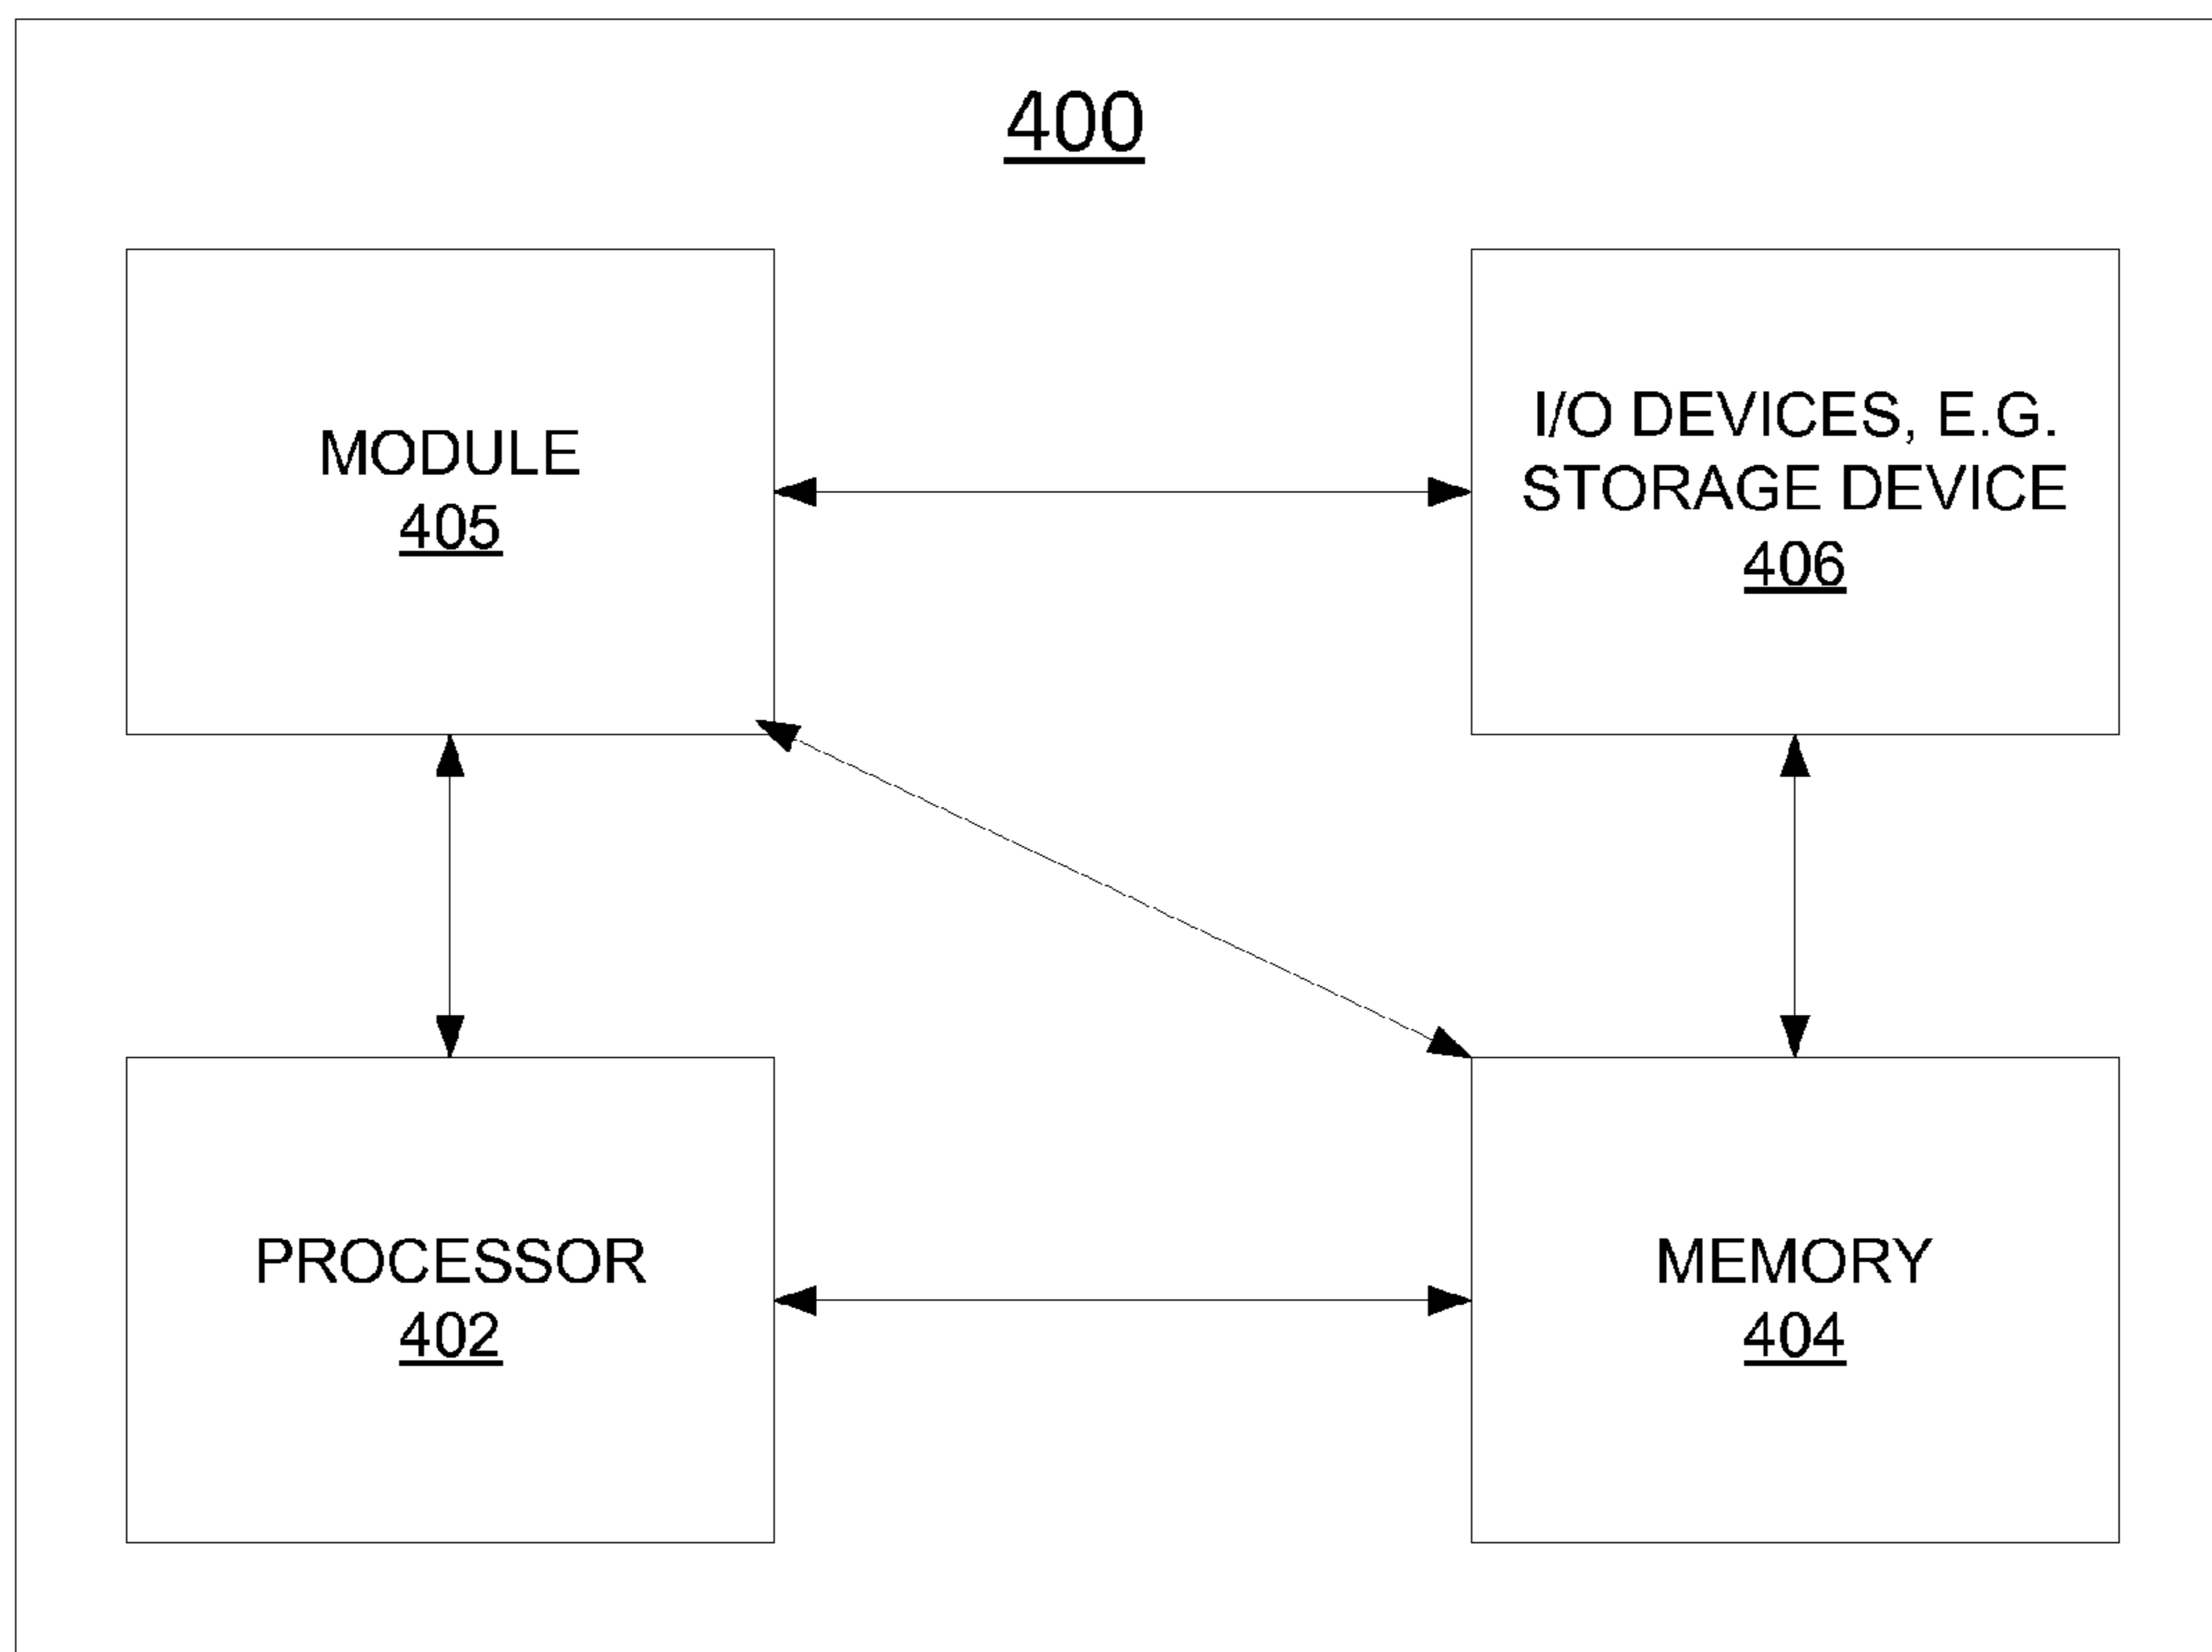 400
MODULE
405
I/O DEVICES, E.G.
STORAGE DEVICE
406
PROCESSOR
402
MEMORY
404